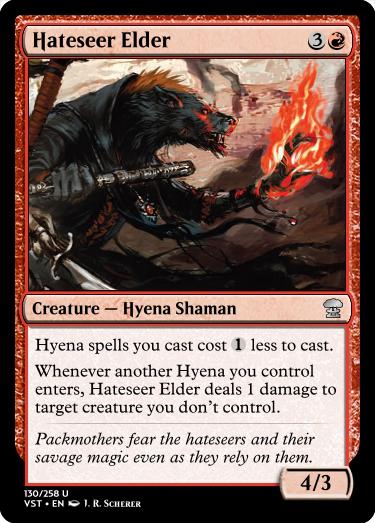 Hateseer Elder 3
Creature — Hyena Shaman
Hyena spells you cast cost 1 less to cast.
Whenever another Hyena you control
enters, Hateseer Elder deals 1 damage to
target creature you don't control.
Packmothers fear the hateseers and their
savage magic even as they rely on them.
4/3
130/258 U
VST • EN J. R. Scherer